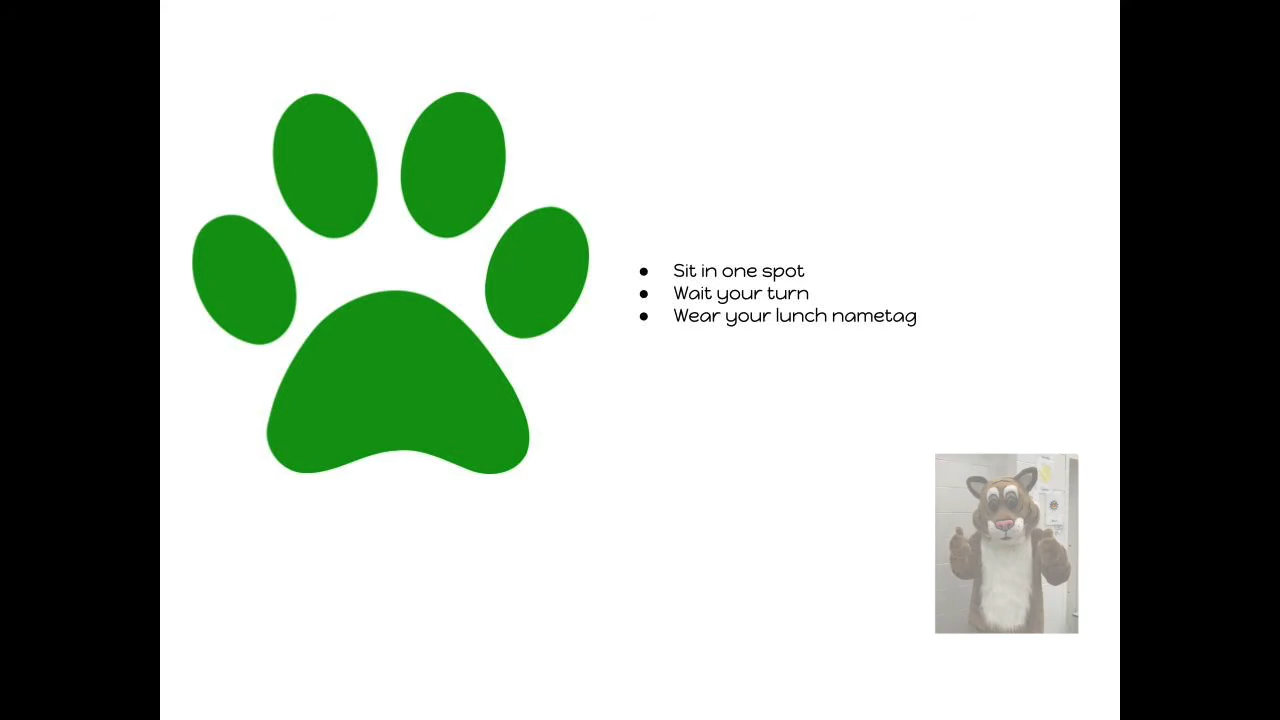 ● Sit in one spot
● Wait your turn
● Wear your lunch nametag